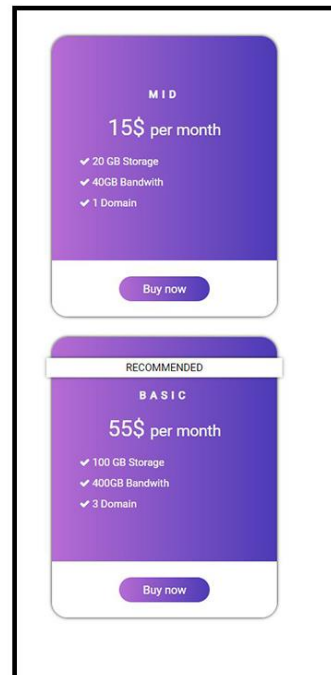 MID
15$ per month
20 GB Storage
40GB Bandwith
1 Domain
Buy now
RECOMMENDED
BASIC
55$ per month
100 GB Storage
400GB Bandwith
3 Domain
Buy now